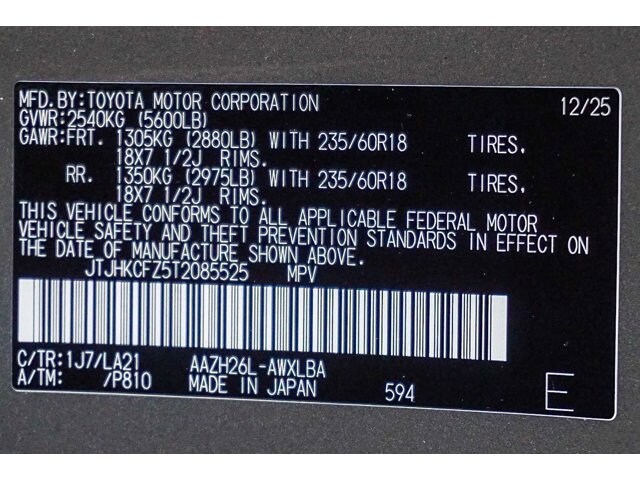 MFD.BY:TOYOTA MOTOR CORPORATION 12/25
GVWR:2540KG (5600LB)
GAWR:FRT. 1305KG (2880LB) WITH 235/60R18 TIRES.
18X7 1/2J RIMS.
RR. 1350KG (2975LB) WITH 235/60R18 TIRES.
18X7 1/2J RIMS.
THIS VEHICLE CONFORMS TO ALL APPLICABLE FEDERAL MOTOR
VEHICLE SAFETY AND THEFT PREVENTION STANDARDS IN EFFECT ON
THE DATE OF MANUFACTURE SHOWN ABOVE.
JTJHKCFZ5T2085525 MPV
C/TR:1J7/LA21 AAZH26L-AWXLBA
A/TM: /P810 MADE IN JAPAN 594 E